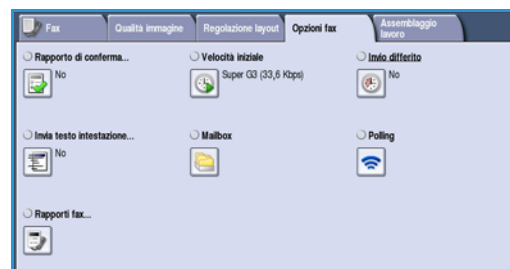 Fax
Qualità immagine
Regolazione layout
Opzioni fax
Assemblaggio
lavoro
Rapporto di conferma...
No
Velocità iniziale
Super G3 (33,6 Kbps)
Invio differito
No
Invia testo intestazione...
No
Mailbox
Polling
Rapporti fax...